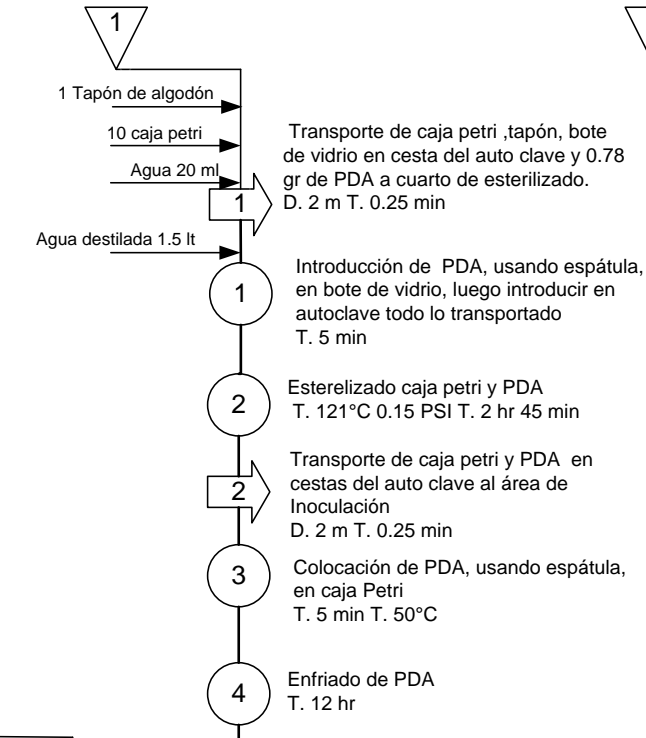 1
1 Tapón de algodón
10 caja petri
Agua 20 ml
1
Transporte de caja petri ,tapón, bote
de vidrio en cesta del auto clave y 0.78
gr de PDA a cuarto de esterilizado.
D. 2 m T. 0.25 min
Agua destilada 1.5 lt
1
Introducción de PDA, usando espátula,
en bote de vidrio, luego introducir en
autoclave todo lo transportado
T. 5 min
2
Esterelizado caja petri y PDA
T. 121°C 0.15 PSI T. 2 hr 45 min
2
Transporte de caja petri y PDA en
cestas del auto clave al área de
Inoculación
D. 2 m T. 0.25 min
3
Colocación de PDA, usando espátula,
en caja Petri
T. 5 min T. 50°C
4
Enfriado de PDA
T. 12 hr